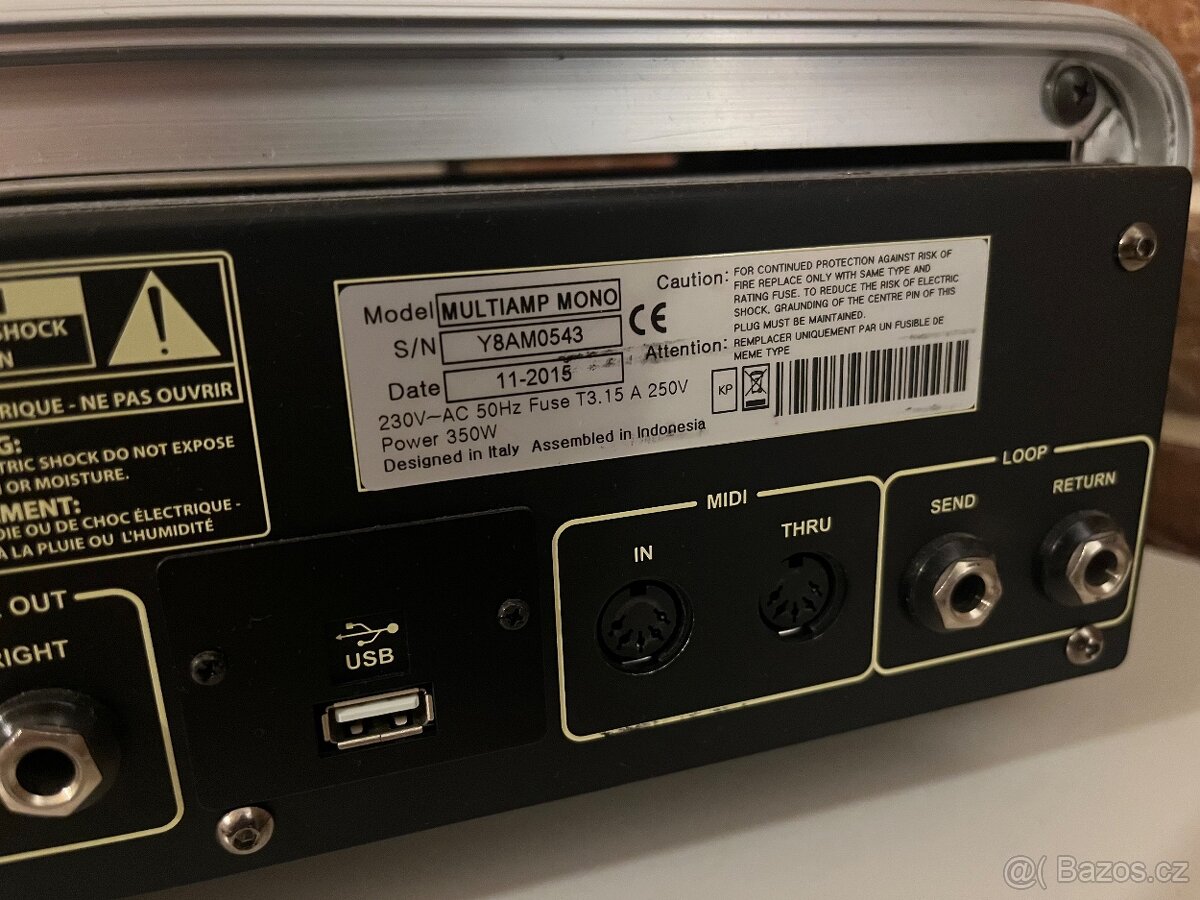 SHOCK
NE PAS OUVRIR
TRIC SHOCK DO NOT EXPOSE
OR MOISTURE.
OU DE CHOC ÉLECTRIQUE -
À LA PLUIE OU L'HUMIDITÉ
Model MULTIAMP MONO
S/N Y8AM0543
Date 11-2015
CE
230V~AC 50Hz Fuse T3.15 A 250V
Power 350W
Designed in Italy Assembled in Indonesia
Caution: FOR CONTINUED PROTECTION AGAINST RISK OF
FIRE REPLACE ONLY WITH SAME TYPE AND
RATING FUSE. TO REDUCE THE RISK OF ELECTRIC
SHOCK. GRAUNDING OF THE CENTRE PIN OF THIS
PLUG MUST BE MAINTAINED.
Attention: REMPLACER UNIQUEMENT PAR UN FUSIBLE DE
MEME TYPE
KP
OUT
RIGHT
USB
MIDI
IN
THRU
LOOP
SEND
RETURN
@( Bazos.cz